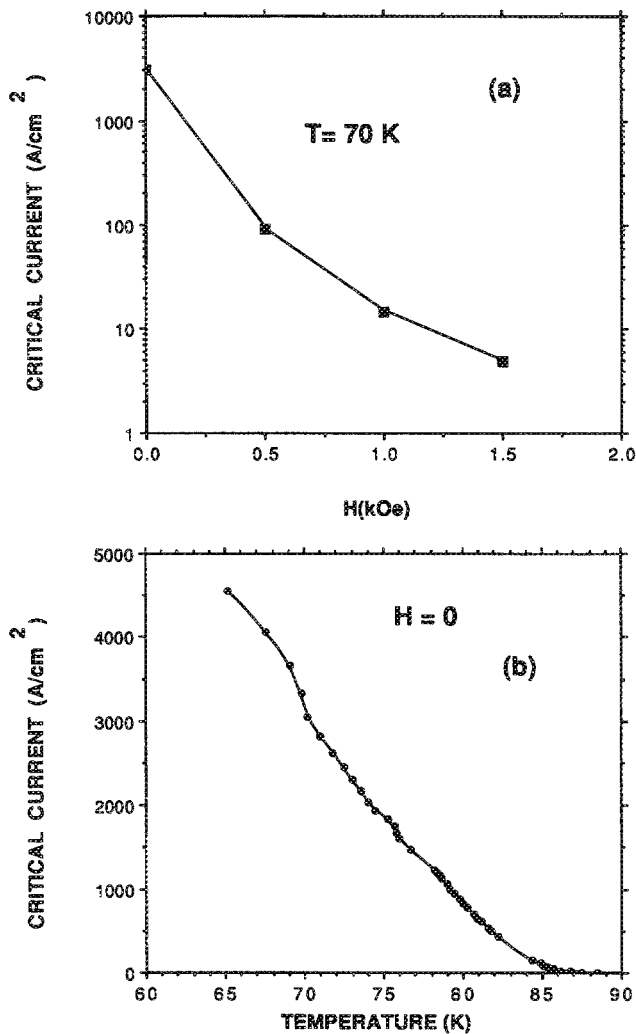 10000
(a)
T= 70 K
1000
100
10
1
0.0 0.5 1.0 1.5 2.0
CRITICAL CURRENT (A/cm²)
H(kOe)
5000
H = 0
(b)
4000
3000
2000
1000
0
60 65 70 75 80 85 90
CRITICAL CURRENT (A/cm²)
TEMPERATURE (K)